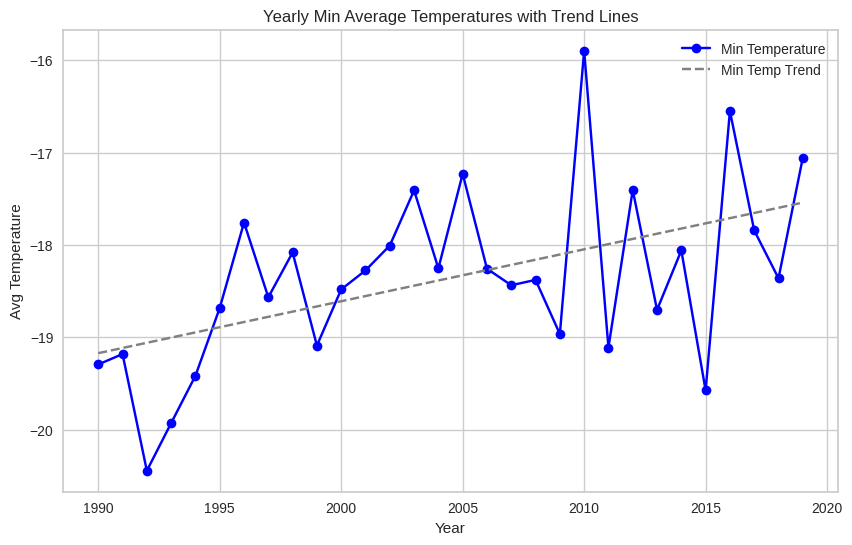 Yearly Min Average Temperatures with Trend Lines
Min Temperature
Min Temp Trend
Avg Temperature
−16
−17
−18
−19
−20
1990
1995
2000
2005
2010
2015
2020
Year